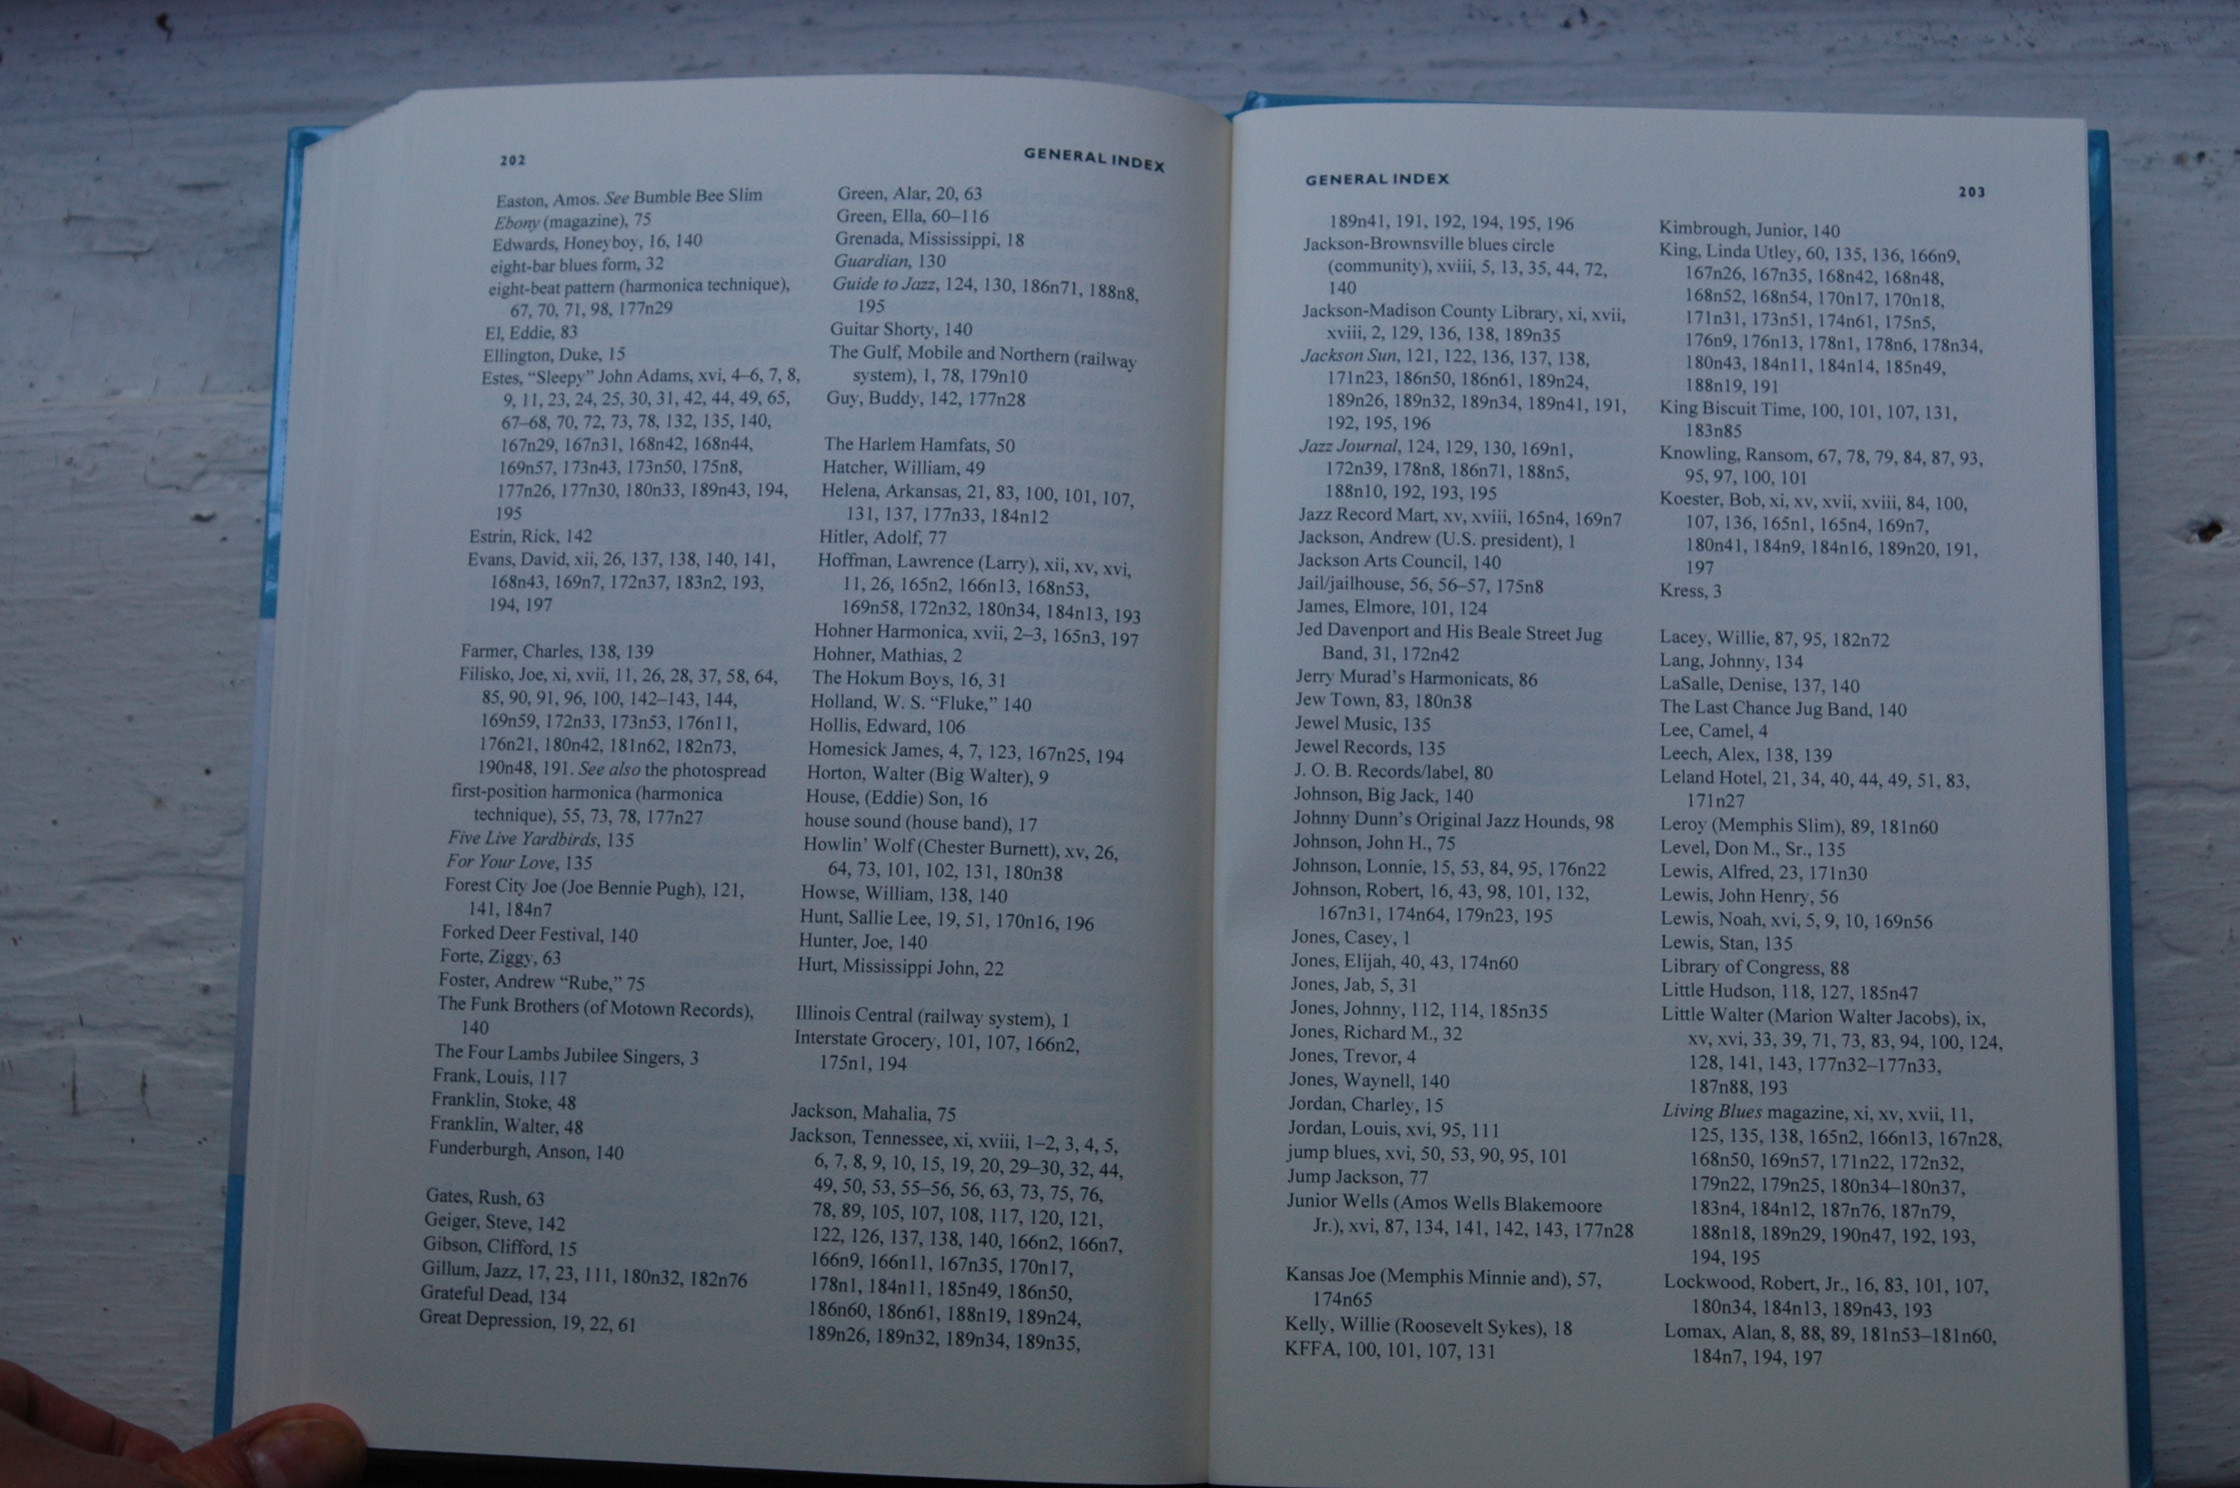 202
GENERAL INDEX
Easton, Amos. See Bumble Bee Slim
Ebony (magazine), 75
Edwards, Honeyboy, 16, 140
eight-bar blues form, 32
eight-beat pattern (harmonica technique),
67, 70, 71, 98, 177n29
El, Eddie, 83
Ellington, Duke, 15
Estes, “Sleepy” John Adams, xvi, 4–6, 7, 8,
9, 11, 23, 24, 25, 30, 31, 42, 44, 49, 65,
67–68, 70, 72, 73, 78, 132, 135, 140,
167n29, 167n31, 168n42, 168n44,
169n57, 173n43, 173n50, 175n8,
177n26, 177n30, 180n33, 189n43, 194,
195
Estrin, Rick, 142
Evans, David, xii, 26, 137, 138, 140, 141,
168n43, 169n7, 172n37, 183n2, 193,
194, 197
Farmer, Charles, 138, 139
Filisko, Joe, xi, xvii, 11, 26, 28, 37, 58, 64,
85, 90, 91, 96, 100, 142–143, 144,
169n59, 172n33, 173n53, 176n11,
176n21, 180n42, 181n62, 182n73,
190n48, 191. See also the photospread
first-position harmonica (harmonica
technique), 55, 73, 78, 177n27
Five Live Yardbirds, 135
For Your Love, 135
Forest City Joe (Joe Bennie Pugh), 121,
141, 184n7
Forked Deer Festival, 140
Forte, Ziggy, 63
Foster, Andrew “Rube,” 75
The Funk Brothers (of Motown Records),
140
The Four Lambs Jubilee Singers, 3
Frank, Louis, 117
Franklin, Stoke, 48
Franklin, Walter, 48
Funderburgh, Anson, 140
Gates, Rush, 63
Geiger, Steve, 142
Gibson, Clifford, 15
Gillum, Jazz, 17, 23, 111, 180n32, 182n76
Grateful Dead, 134
Great Depression, 19, 22, 61
Green, Alar, 20, 63
Green, Ella, 60–116
Grenada, Mississippi, 18
Guardian, 130
Guide to Jazz, 124, 130, 186n71, 188n8,
195
Guitar Shorty, 140
The Gulf, Mobile and Northern (railway
system), 1, 78, 179n10
Guy, Buddy, 142, 177n28
The Harlem Hamfats, 50
Hatcher, William, 49
Helena, Arkansas, 21, 83, 100, 101, 107,
131, 137, 177n33, 184n12
Hitler, Adolf, 77
Hoffman, Lawrence (Larry), xii, xv, xvi,
11, 26, 165n2, 166n13, 168n53,
169n58, 172n32, 180n34, 184n13, 193
Hohner Harmonica, xvii, 2–3, 165n3, 197
Hohner, Mathias, 2
The Hokum Boys, 16, 31
Holland, W. S. “Fluke,” 140
Hollis, Edward, 106
Homesick James, 4, 7, 123, 167n25, 194
Horton, Walter (Big Walter), 9
House, (Eddie) Son, 16
house sound (house band), 17
Howlin’ Wolf (Chester Burnett), xv, 26,
64, 73, 101, 102, 131, 180n38
Howse, William, 138, 140
Hunt, Sallie Lee, 19, 51, 170n16, 196
Hunter, Joe, 140
Hurt, Mississippi John, 22
Illinois Central (railway system), 1
Interstate Grocery, 101, 107, 166n2,
175n1, 194
Jackson, Mahalia, 75
Jackson, Tennessee, xi, xviii, 1–2, 3, 4, 5,
6, 7, 8, 9, 10, 15, 19, 20, 29–30, 32, 44,
49, 50, 53, 55–56, 56, 63, 73, 75, 76,
78, 89, 105, 107, 108, 117, 120, 121,
122, 126, 137, 138, 140, 166n2, 166n7,
166n9, 166n11, 167n35, 170n17,
178n1, 184n11, 185n49, 186n50,
186n60, 186n61, 188n19, 189n24,
189n26, 189n32, 189n34, 189n35,
GENERAL INDEX
203
189n41, 191, 192, 194, 195, 196
Jackson-Brownsville blues circle
(community), xviii, 5, 13, 35, 44, 72,
140
Jackson-Madison County Library, xi, xvii,
xviii, 2, 129, 136, 138, 189n35
Jackson Sun, 121, 122, 136, 137, 138,
171n23, 186n50, 186n61, 189n24,
189n26, 189n32, 189n34, 189n41, 191,
192, 195, 196
Jazz Journal, 124, 129, 130, 169n1,
172n39, 178n8, 186n71, 188n5,
188n10, 192, 193, 195
Jazz Record Mart, xv, xviii, 165n4, 169n7
Jackson, Andrew (U.S. president), 1
Jackson Arts Council, 140
Jail/jailhouse, 56, 56–57, 175n8
James, Elmore, 101, 124
Jed Davenport and His Beale Street Jug
Band, 31, 172n42
Jerry Murad’s Harmonicats, 86
Jew Town, 83, 180n38
Jewel Music, 135
Jewel Records, 135
J. O. B. Records/label, 80
Johnson, Big Jack, 140
Johnny Dunn’s Original Jazz Hounds, 98
Johnson, John H., 75
Johnson, Lonnie, 15, 53, 84, 95, 176n22
Johnson, Robert, 16, 43, 98, 101, 132,
167n31, 174n64, 179n23, 195
Jones, Casey, 1
Jones, Elijah, 40, 43, 174n60
Jones, Jab, 5, 31
Jones, Johnny, 112, 114, 185n35
Jones, Richard M., 32
Jones, Trevor, 4
Jones, Waynell, 140
Jordan, Charley, 15
Jordan, Louis, xvi, 95, 111
jump blues, xvi, 50, 53, 90, 95, 101
Jump Jackson, 77
Junior Wells (Amos Wells Blakemoore
Jr.), xvi, 87, 134, 141, 142, 143, 177n28
Kansas Joe (Memphis Minnie and), 57,
174n65
Kelly, Willie (Roosevelt Sykes), 18
KFFA, 100, 101, 107, 131
Kimbrough, Junior, 140
King, Linda Utley, 60, 135, 136, 166n9,
167n26, 167n35, 168n42, 168n48,
168n52, 168n54, 170n17, 170n18,
171n31, 173n51, 174n61, 175n5,
176n9, 176n13, 178n1, 178n6, 178n34,
180n43, 184n11, 184n14, 185n49,
188n19, 191
King Biscuit Time, 100, 101, 107, 131,
183n85
Knowling, Ransom, 67, 78, 79, 84, 87, 93,
95, 97, 100, 101
Koester, Bob, xi, xv, xvii, xviii, 84, 100,
107, 136, 165n1, 165n4, 169n7,
180n41, 184n9, 184n16, 189n20, 191,
197
Kress, 3
Lacey, Willie, 87, 95, 182n72
Lang, Johnny, 134
LaSalle, Denise, 137, 140
The Last Chance Jug Band, 140
Lee, Camel, 4
Leech, Alex, 138, 139
Leland Hotel, 21, 34, 40, 44, 49, 51, 83,
171n27
Leroy (Memphis Slim), 89, 181n60
Level, Don M., Sr., 135
Lewis, Alfred, 23, 171n30
Lewis, John Henry, 56
Lewis, Noah, xvi, 5, 9, 10, 169n56
Lewis, Stan, 135
Library of Congress, 88
Little Hudson, 118, 127, 185n47
Little Walter (Marion Walter Jacobs), ix,
xv, xvi, 33, 39, 71, 73, 83, 94, 100, 124,
128, 141, 143, 177n32–177n33,
187n88, 193
Living Blues magazine, xi, xv, xvii, 11,
125, 135, 138, 165n2, 166n13, 167n28,
168n50, 169n57, 171n22, 172n32,
179n22, 179n25, 180n34–180n37,
183n4, 184n12, 187n76, 187n79,
188n18, 189n29, 190n47, 192, 193,
194, 195
Lockwood, Robert, Jr., 16, 83, 101, 107,
180n34, 184n13, 189n43, 193
Lomax, Alan, 8, 88, 89, 181n53–181n60,
184n7, 194, 197